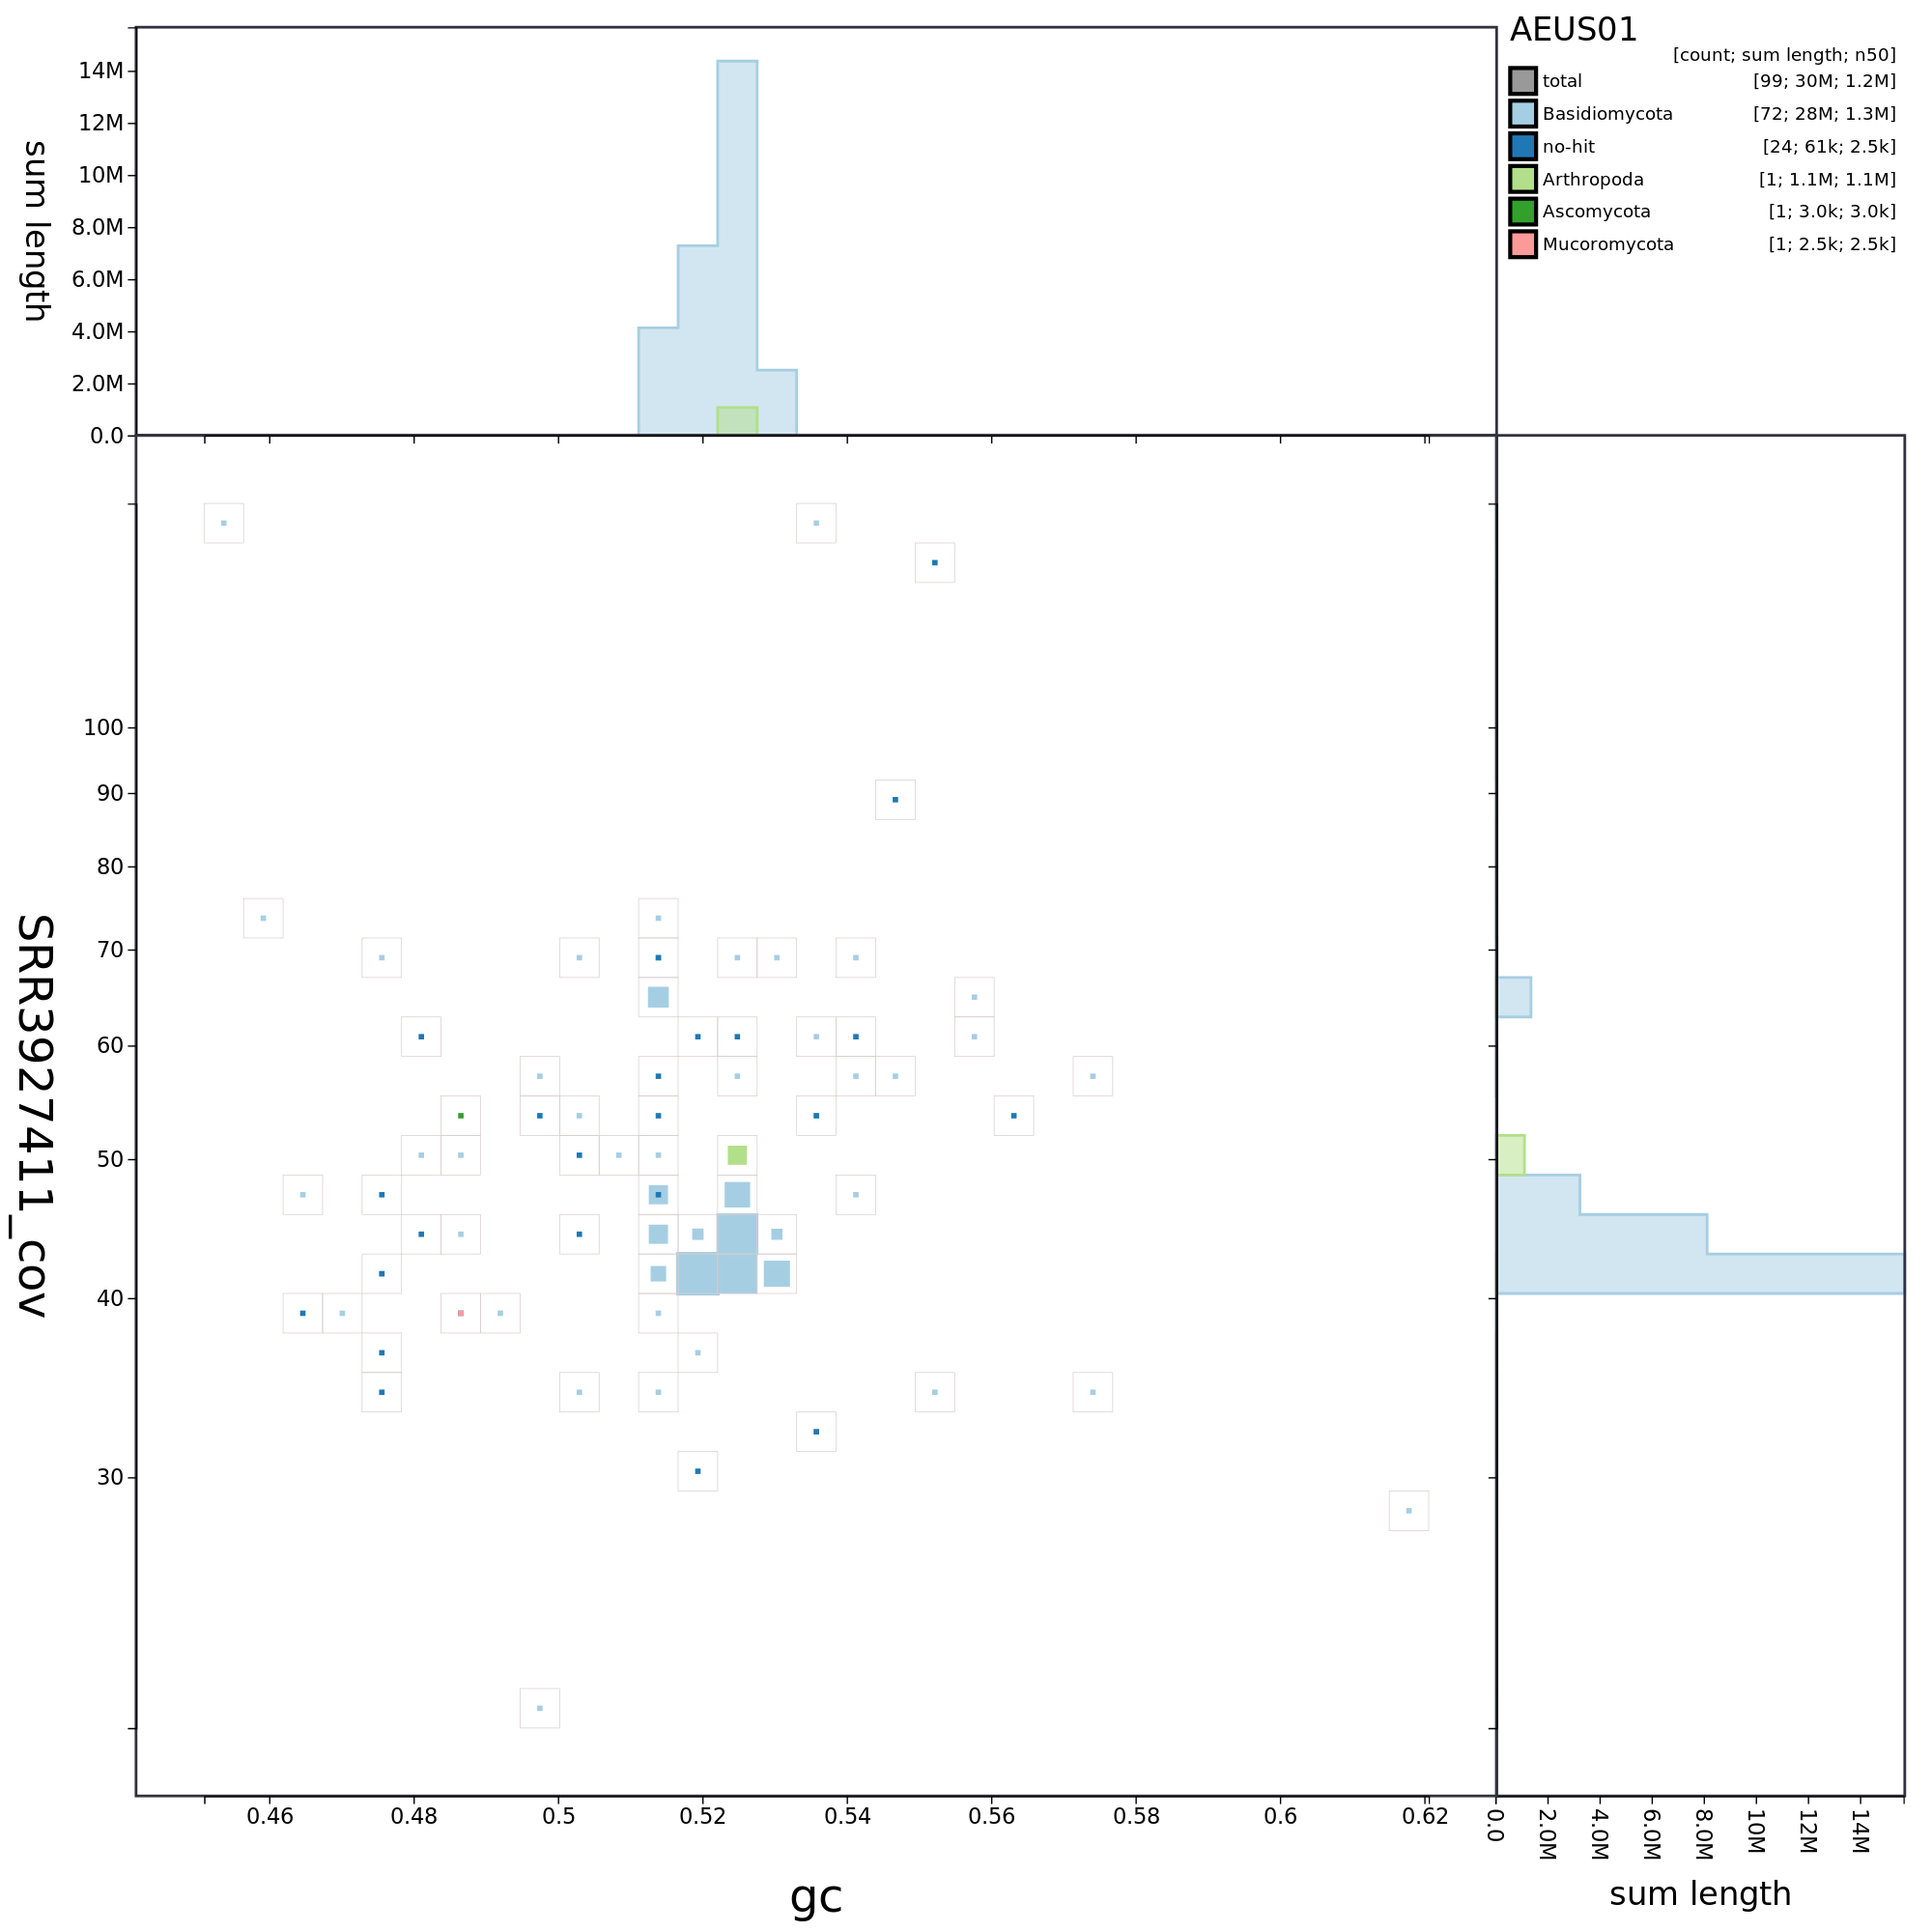 AEUS01
[count; sum length; n50]
total [99; 30M; 1.2M]
Basidiomycota [72; 28M; 1.3M]
no-hit [24; 61k; 2.5k]
Arthropoda [1; 1.1M; 1.1M]
Ascomycota [1; 3.0k; 3.0k]
Mucoromycota [1; 2.5k; 2.5k]
sum length
14M
12M
10M
8.0M
6.0M
4.0M
2.0M
0.0
SRR3927411_cov
100
90
80
70
60
50
40
30
0.46 0.48 0.5 0.52 0.54 0.56 0.58 0.6 0.62
gc
0.0 2.0M 4.0M 6.0M 8.0M 10M 12M 14M
sum length